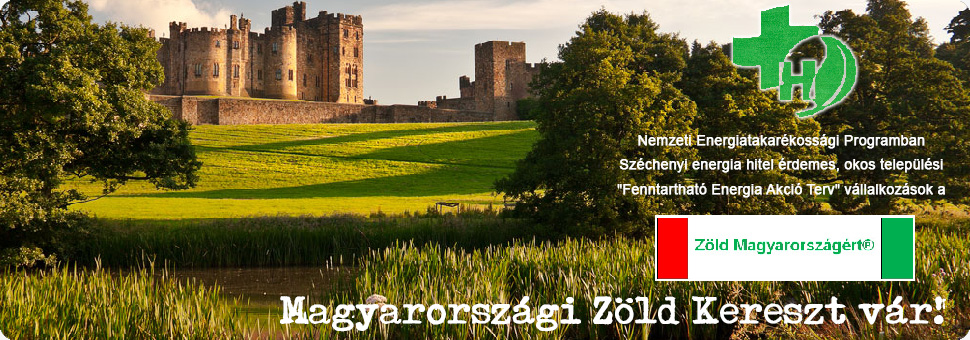 H
Nemzeti Energiatakarékossági Programban
Széchenyi energia hitel érdemes, okos települési
"Fenntartható Energia Akció Terv" vállalkozások a
Zöld Magyarországért®
Magyarországi Zöld Kereszt vár!